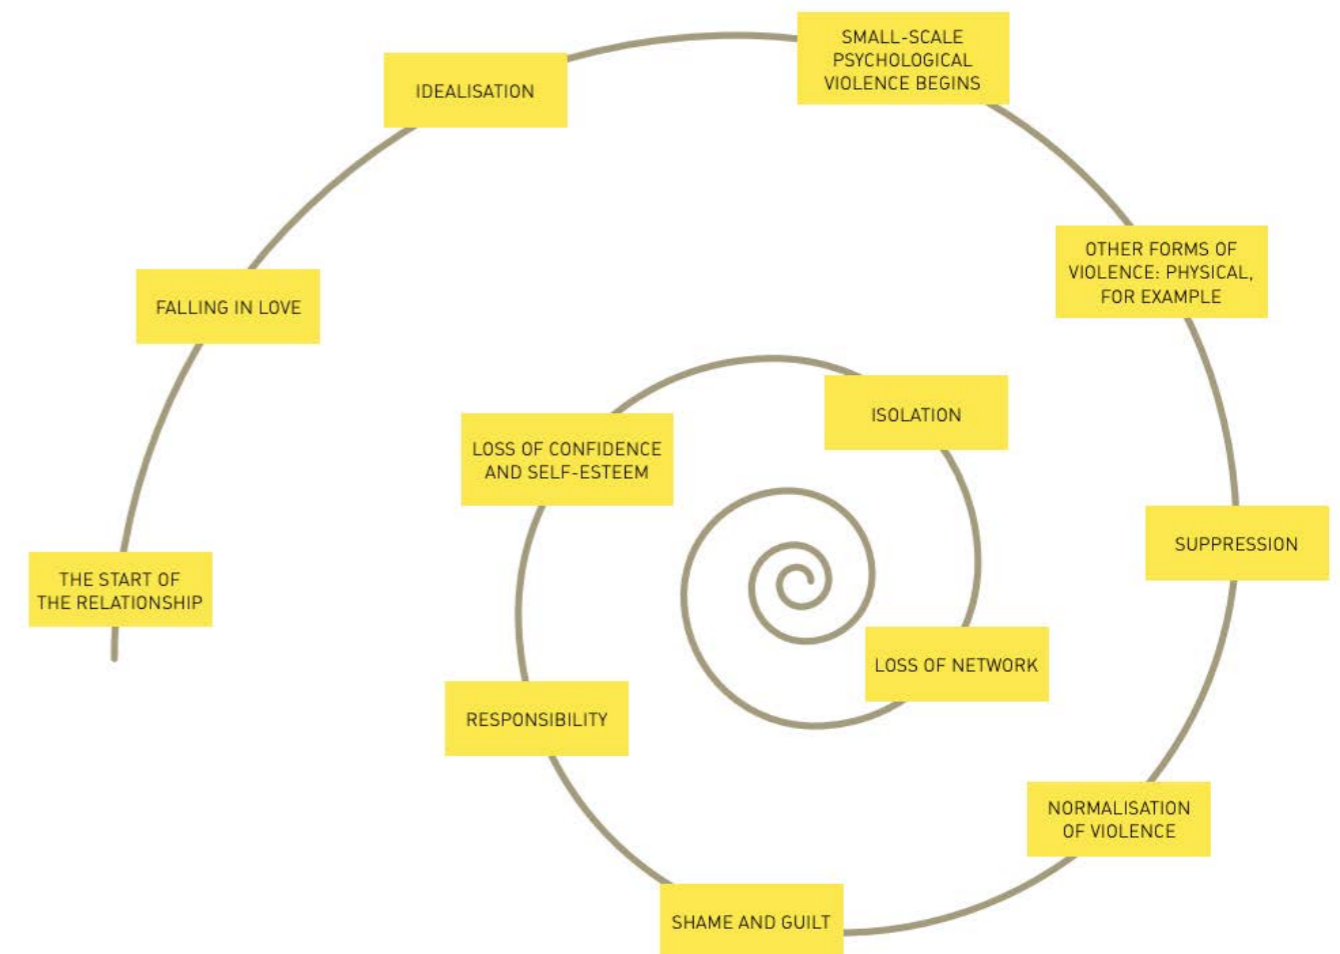 THE START OF
THE RELATIONSHIP
FALLING IN LOVE
IDEALISATION
SMALL-SCALE
PSYCHOLOGICAL
VIOLENCE BEGINS
OTHER FORMS OF
VIOLENCE: PHYSICAL,
FOR EXAMPLE
SUPPRESSION
NORMALISATION
OF VIOLENCE
SHAME AND GUILT
RESPONSIBILITY
LOSS OF CONFIDENCE
AND SELF-ESTEEM
ISOLATION
LOSS OF NETWORK